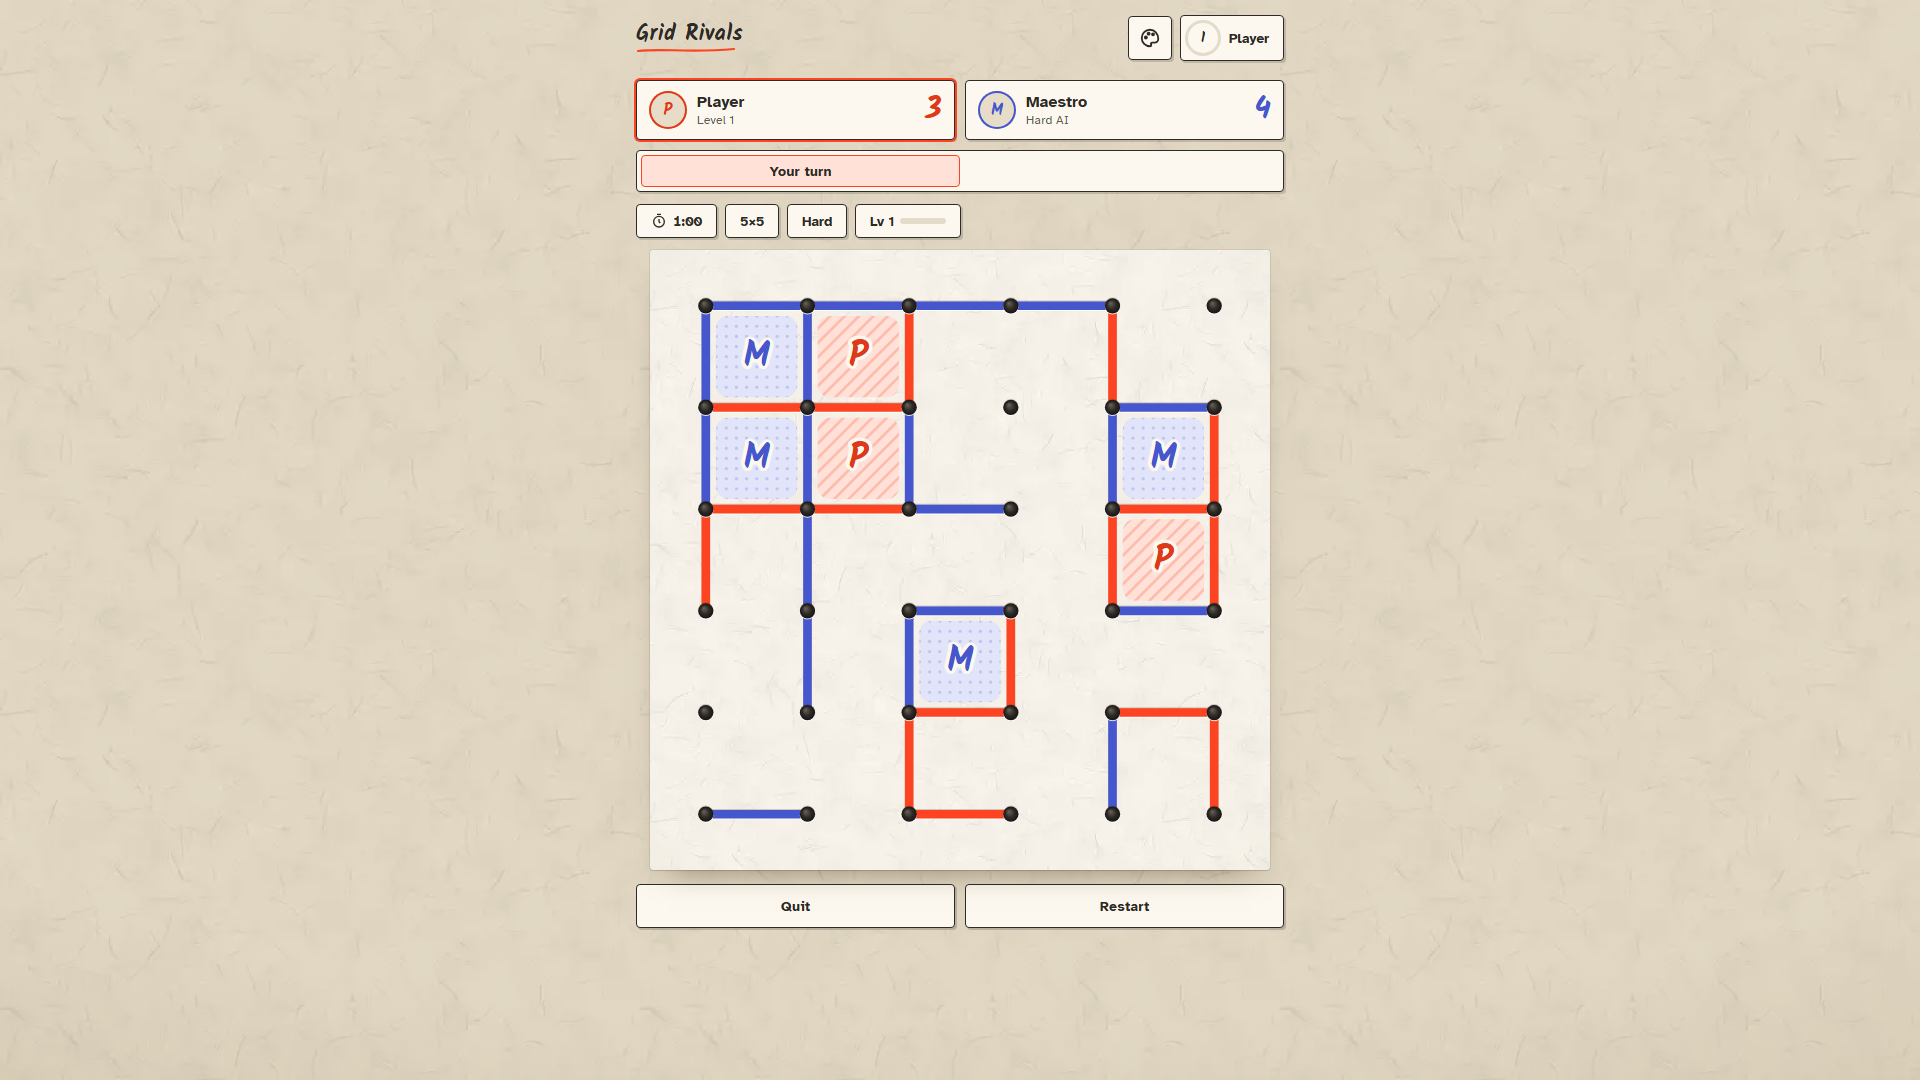 Grid Rivals
I Player
P Player 3
Level 1
M Maestro 4
Hard AI
Your turn
1:00 5×5 Hard Lv 1
M P
M P M
P
M
Quit Restart